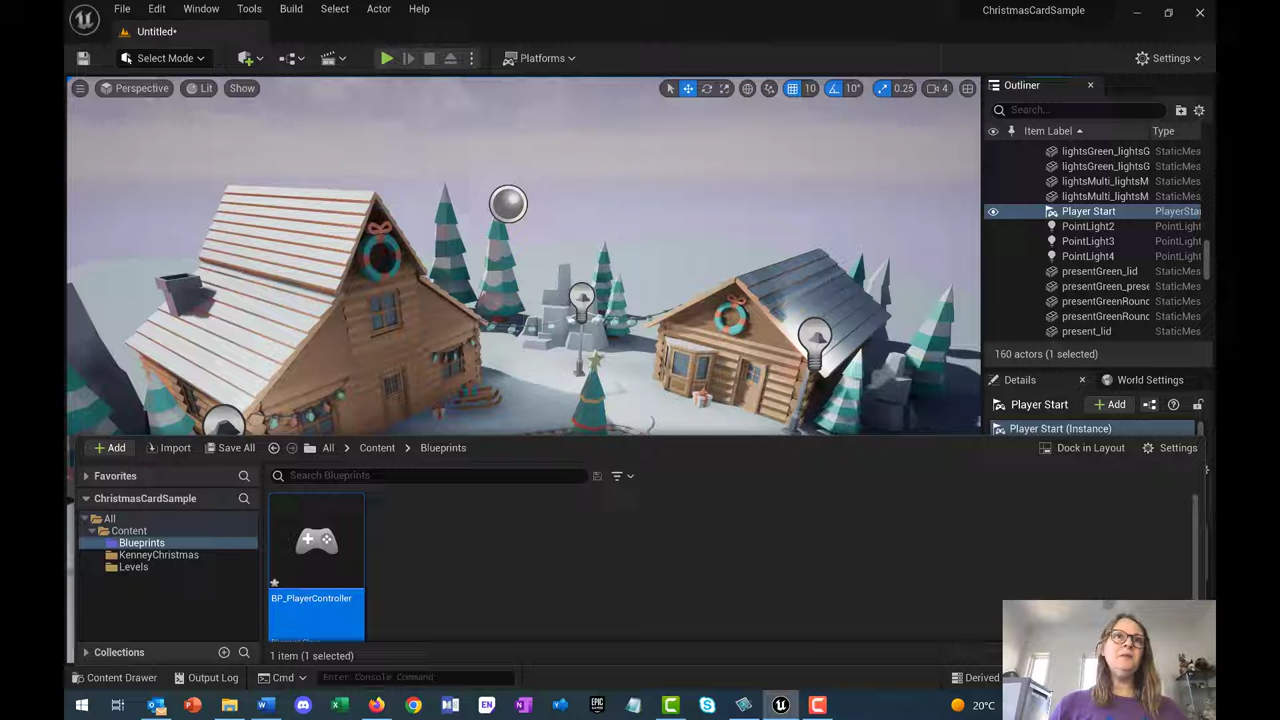 File Edit Window Tools Build Select Actor Help
ChristmasCardSample
Untitled*
Select Mode
Platforms
Settings
Perspective Lit Show
10 10° 0.25 4
Outliner
Search...
Item Label Type
lightsGreen_lightsG StaticMes
lightsGreen_lightsG StaticMes
lightsMulti_lightsM StaticMes
lightsMulti_lightsM StaticMes
Player Start PlayerSta
PointLight2 PointLight
PointLight3 PointLight
PointLight4 PointLight
presentGreen_lid StaticMes
presentGreen_prese StaticMes
presentGreenRound StaticMes
presentGreenRound StaticMes
present_lid StaticMes
160 actors (1 selected)
Details World Settings
Player Start Add
Player Start (Instance)
Add Import Save All All Content Blueprints Dock in Layout Settings
Favorites
Search Blueprints
ChristmasCardSample
All
Content
Blueprints
KenneyChristmas
Levels
BP_PlayerController
Collections
1 item (1 selected)
Content Drawer Output Log Cmd Enter Console Command Derived
20°C